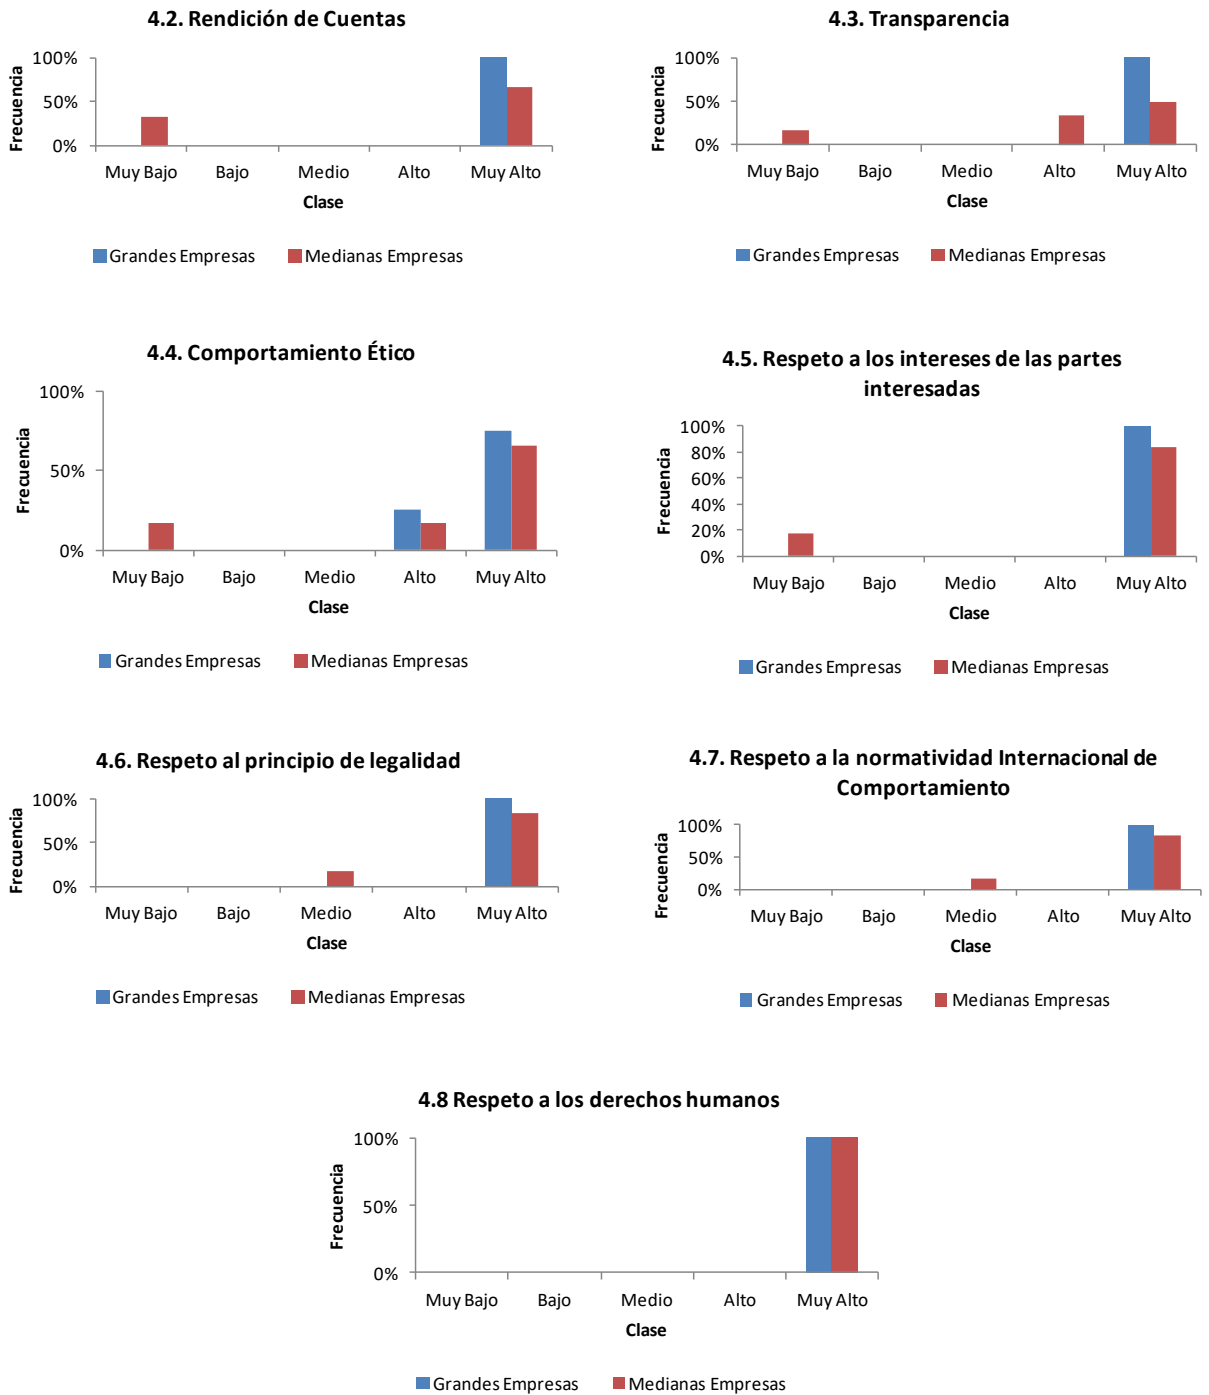 4.2. Rendición de Cuentas
Frecuencia
100%
50%
0%
Muy Bajo Bajo Medio Alto Muy Alto
Clase
Grandes Empresas Medianas Empresas
4.3. Transparencia
Frecuencia
100%
50%
0%
Muy Bajo Bajo Medio Alto Muy Alto
Clase
Grandes Empresas Medianas Empresas
4.4. Comportamiento Ético
Frecuencia
100%
50%
0%
Muy Bajo Bajo Medio Alto Muy Alto
Clase
Grandes Empresas Medianas Empresas
4.5. Respeto a los intereses de las partes
interesadas
Frecuencia
100%
80%
60%
40%
20%
0%
Muy Bajo Bajo Medio Alto Muy Alto
Clase
Grandes Empresas Medianas Empresas
4.6. Respeto al principio de legalidad
Frecuencia
100%
50%
0%
Muy Bajo Bajo Medio Alto Muy Alto
Clase
Grandes Empresas Medianas Empresas
4.7. Respeto a la normatividad Internacional de
Comportamiento
Frecuencia
100%
50%
0%
Muy Bajo Bajo Medio Alto Muy Alto
Clase
Grandes Empresas Medianas Empresas
4.8 Respeto a los derechos humanos
Frecuencia
100%
50%
0%
Muy Bajo Bajo Medio Alto Muy Alto
Clase
Grandes Empresas Medianas Empresas